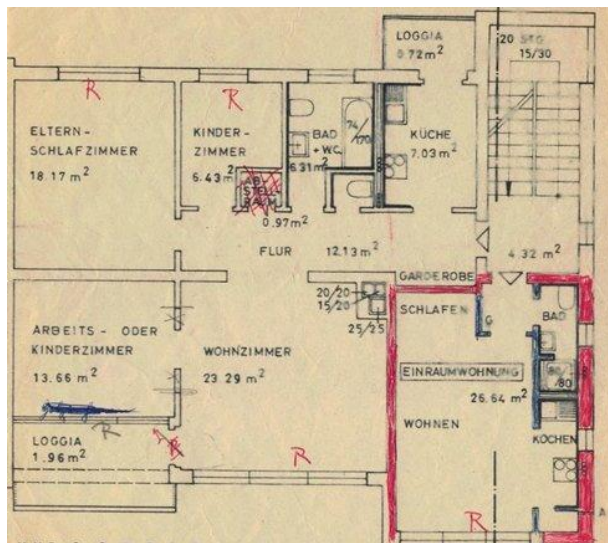 LOGGIA
0.72 m²
20 STG
15/30
R
R
ELTERN-
SCHLAFZIMMER
18.17 m²
KINDER-
ZIMMER
6.43 m²
BAD
+ WC
6.31 m²
74/170
KÜCHE
7.03 m²
AB
STELL
RAUM
0.97 m²
FLUR
12.13 m²
4.32 m²
GARDEROBE
20/20
15/20
25/25
SCHLAFEN
G
BAD
ARBEITS- ODER
KINDERZIMMER
13.66 m²
WOHNZIMMER
23.29 m²
EINRAUMWOHNUNG
26.64 m²
80/80
WOHNEN
KOCHEN
LOGGIA
1.96 m²
R
R
R
R
A